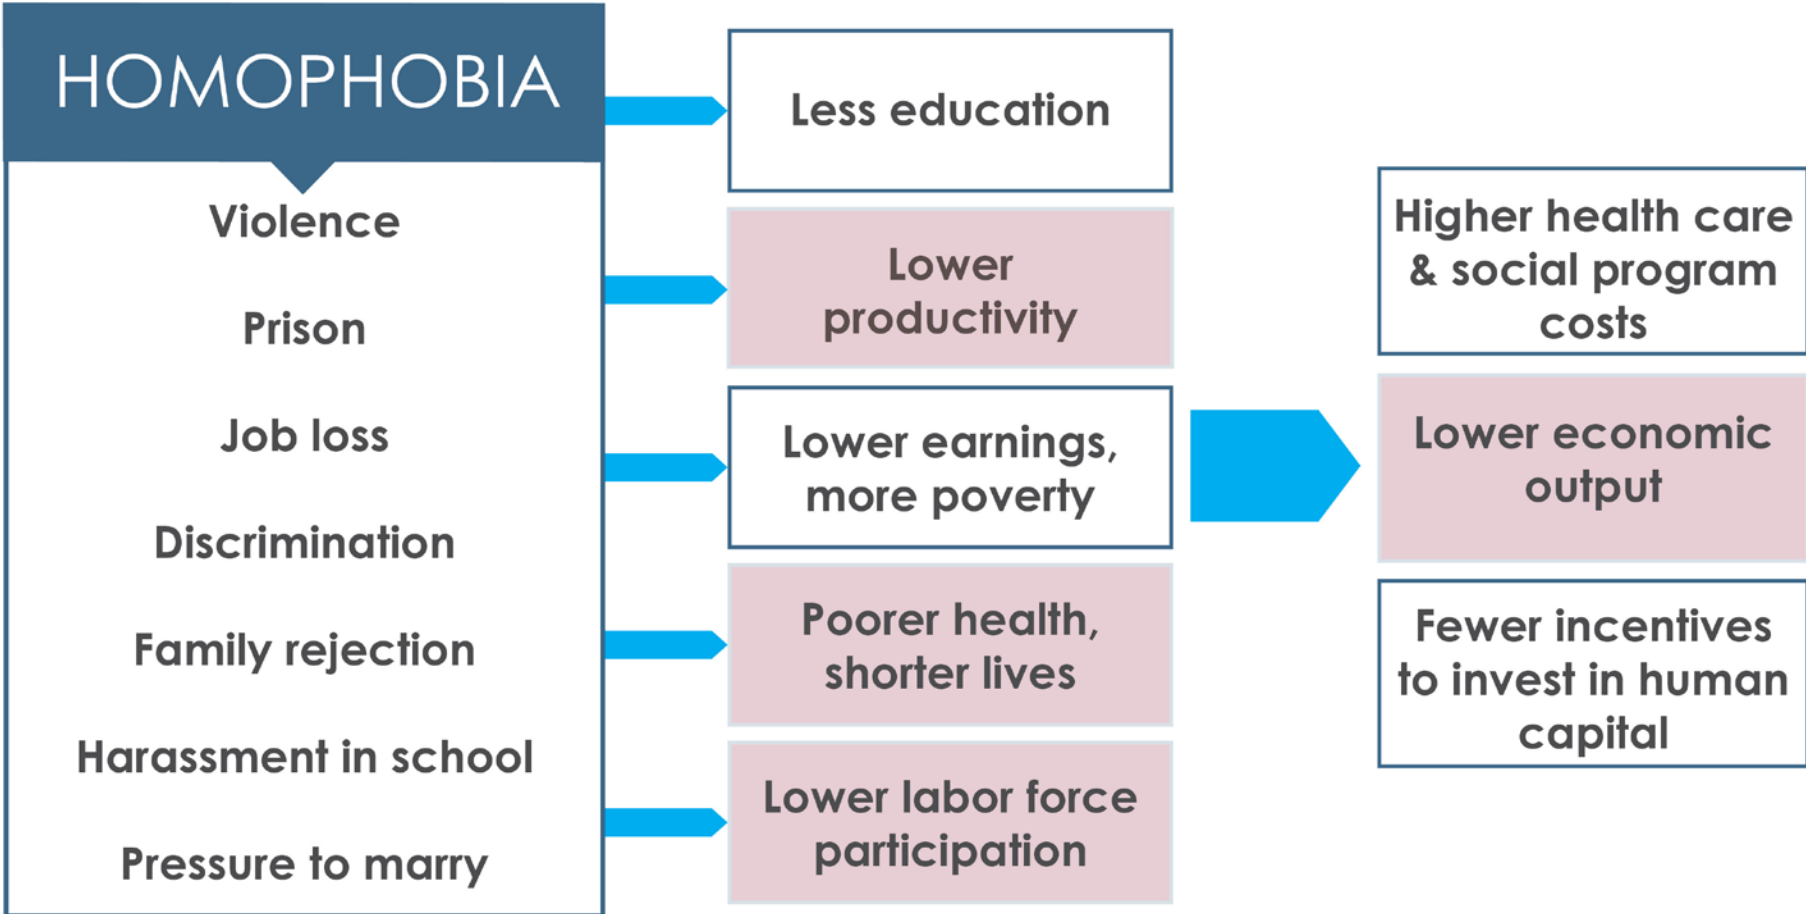 HOMOPHOBIA
Violence
Prison
Job loss
Discrimination
Family rejection
Harassment in school
Pressure to marry
Less education
Lower
productivity
Lower earnings,
more poverty
Poorer health,
shorter lives
Lower labor force
participation
Higher health care
& social program
costs
Lower economic
output
Fewer incentives
to invest in human
capital